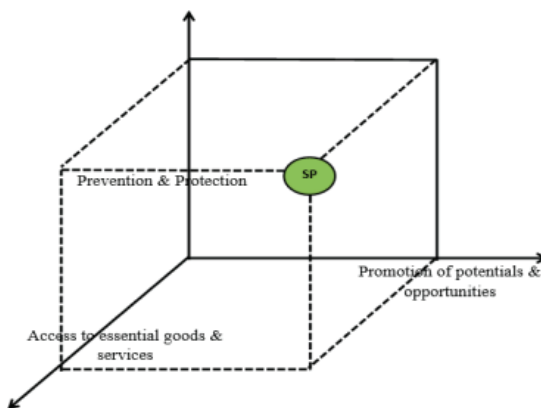 SP
Prevention & Protection
Promotion of potentials &
opportunities
Access to essential goods &
services